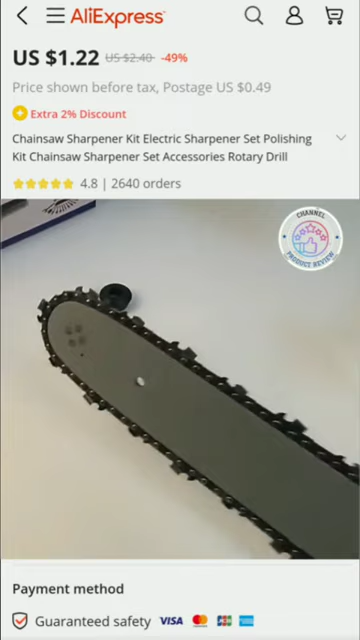 AliExpress
US $1.22 US $2.40 -49%
Price shown before tax, Postage US $0.49
Extra 2% Discount
Chainsaw Sharpener Kit Electric Sharpener Set Polishing
Kit Chainsaw Sharpener Set Accessories Rotary Drill
4.8 | 2640 orders
CHANNEL
PRODUCT REVIEW
Payment method
Guaranteed safety VISA